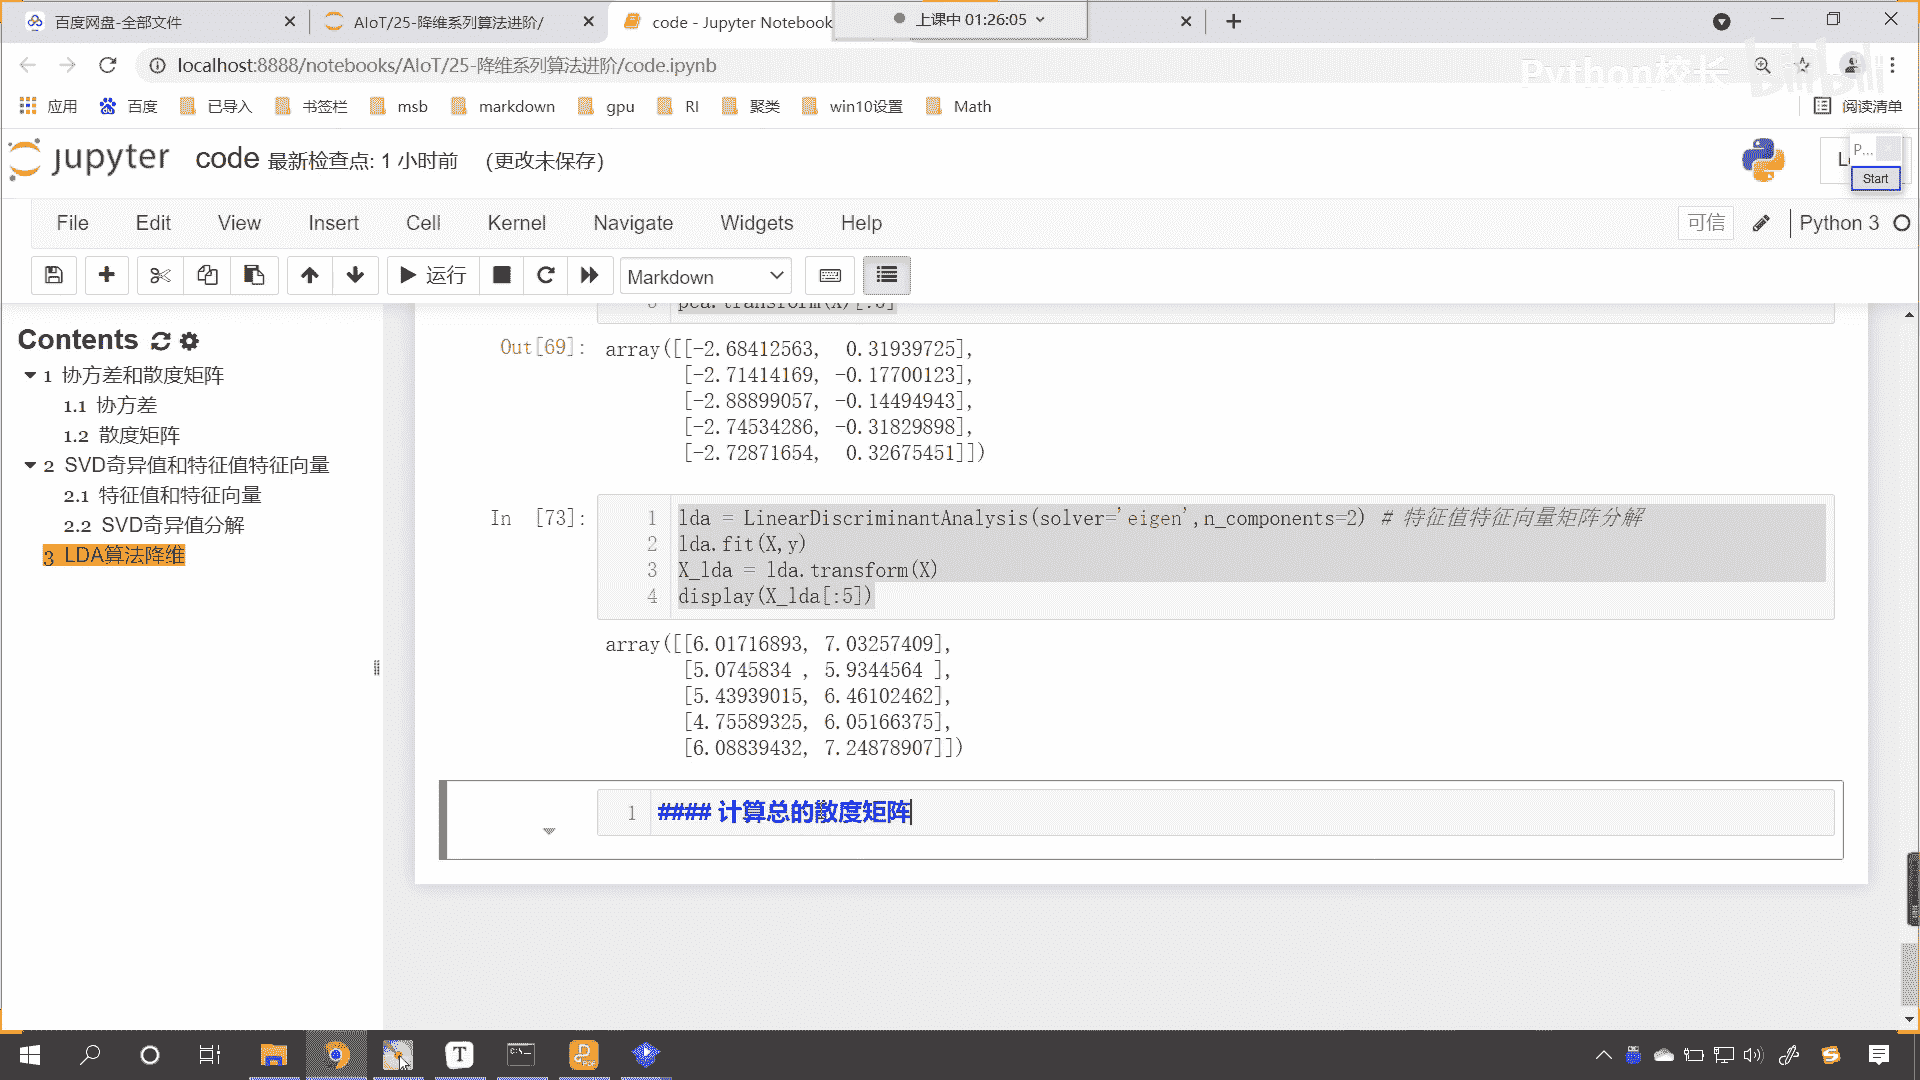 百度网盘-全部文件
AIoT/25-降维系列算法进阶/
code - Jupyter Notebook
上课中 01:26:05
localhost:8888/notebooks/AIoT/25-降维系列算法进阶/code.ipynb
Python校长
bilibili
应用
百度
已导入
书签栏
msb
markdown
gpu
RI
聚类
win10设置
Math
阅读清单
jupyter
code 最新检查点: 1 小时前 (更改未保存)
P...
Start
File
Edit
View
Insert
Cell
Kernel
Navigate
Widgets
Help
可信
Python 3
运行
Markdown
Contents
1 协方差和散度矩阵
1.1 协方差
1.2 散度矩阵
2 SVD奇异值和特征值特征向量
2.1 特征值和特征向量
2.2 SVD奇异值分解
3 LDA算法降维
pca.transform(X)[:5]
Out[69]:
array([[-2.68412563, 0.31939725],
[-2.71414169, -0.17700123],
[-2.88899057, -0.14494943],
[-2.74534286, -0.31829898],
[-2.72871654, 0.32675451]])
In [73]:
1 lda = LinearDiscriminantAnalysis(solver='eigen',n_components=2) # 特征值特征向量矩阵分解
2 lda.fit(X,y)
3 X_lda = lda.transform(X)
4 display(X_lda[:5])
array([[6.01716893, 7.03257409],
[5.0745834 , 5.9344564 ],
[5.43939015, 6.46102462],
[4.75589325, 6.05166375],
[6.08839432, 7.24878907]])
1 #### 计算总的散度矩阵